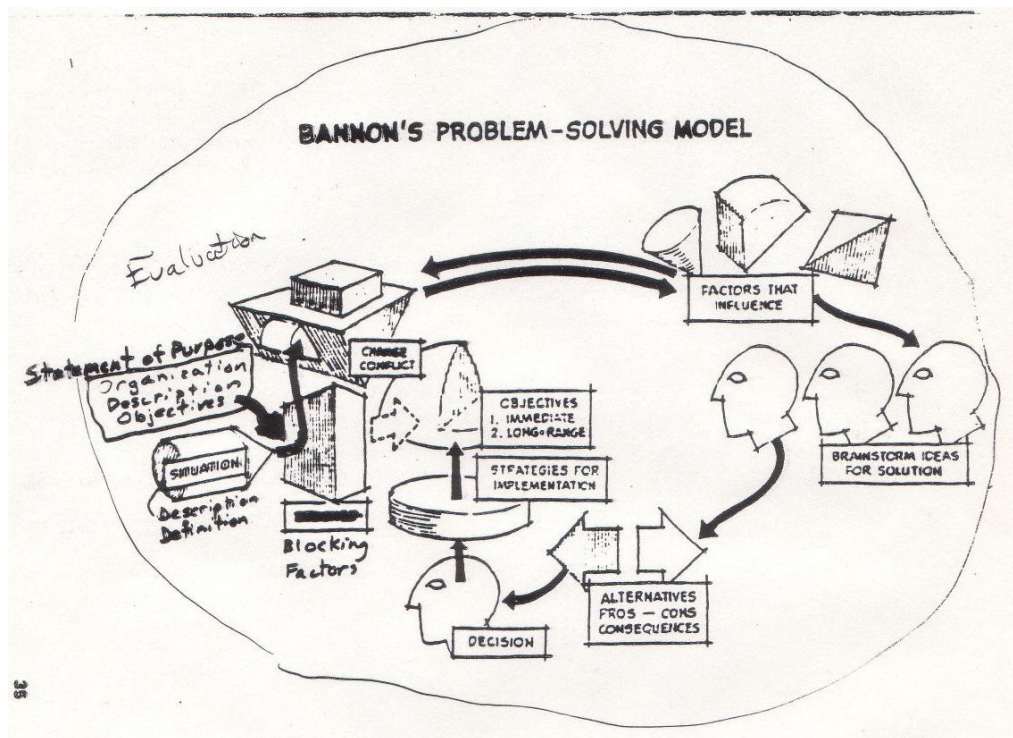 BANNON'S PROBLEM-SOLVING MODEL
Evaluation
FACTORS THAT
INFLUENCE
Statement of Purpose
Organization
Description
Objectives
CHANGE
CONFLICT
OBJECTIVES
1. IMMEDIATE
2. LONG-RANGE
BRAINSTORM IDEAS
FOR SOLUTION
SITUATION
Description
Definition
STRATEGIES FOR
IMPLEMENTATION
Blocking
Factors
ALTERNATIVES
PROS — CONS
CONSEQUENCES
DECISION
35